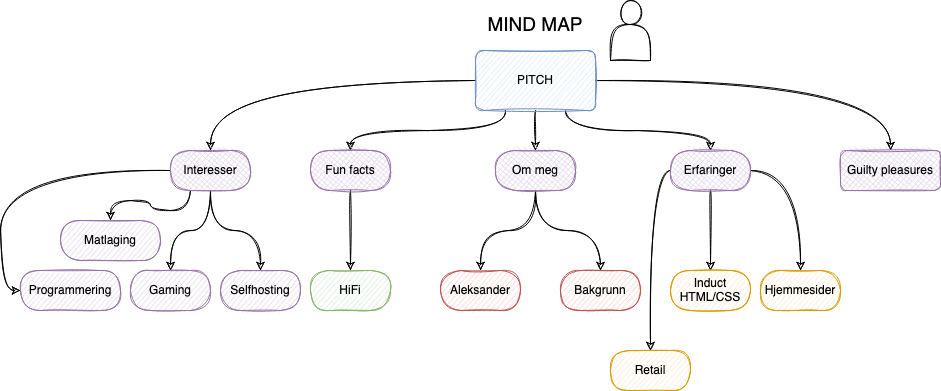 MIND MAP
PITCH
Interesser
Fun facts
Om meg
Erfaringer
Guilty pleasures
Matlaging
Programmering
Gaming
Selfhosting
HiFi
Aleksander
Bakgrunn
Induct
HTML/CSS
Hjemmesider
Retail